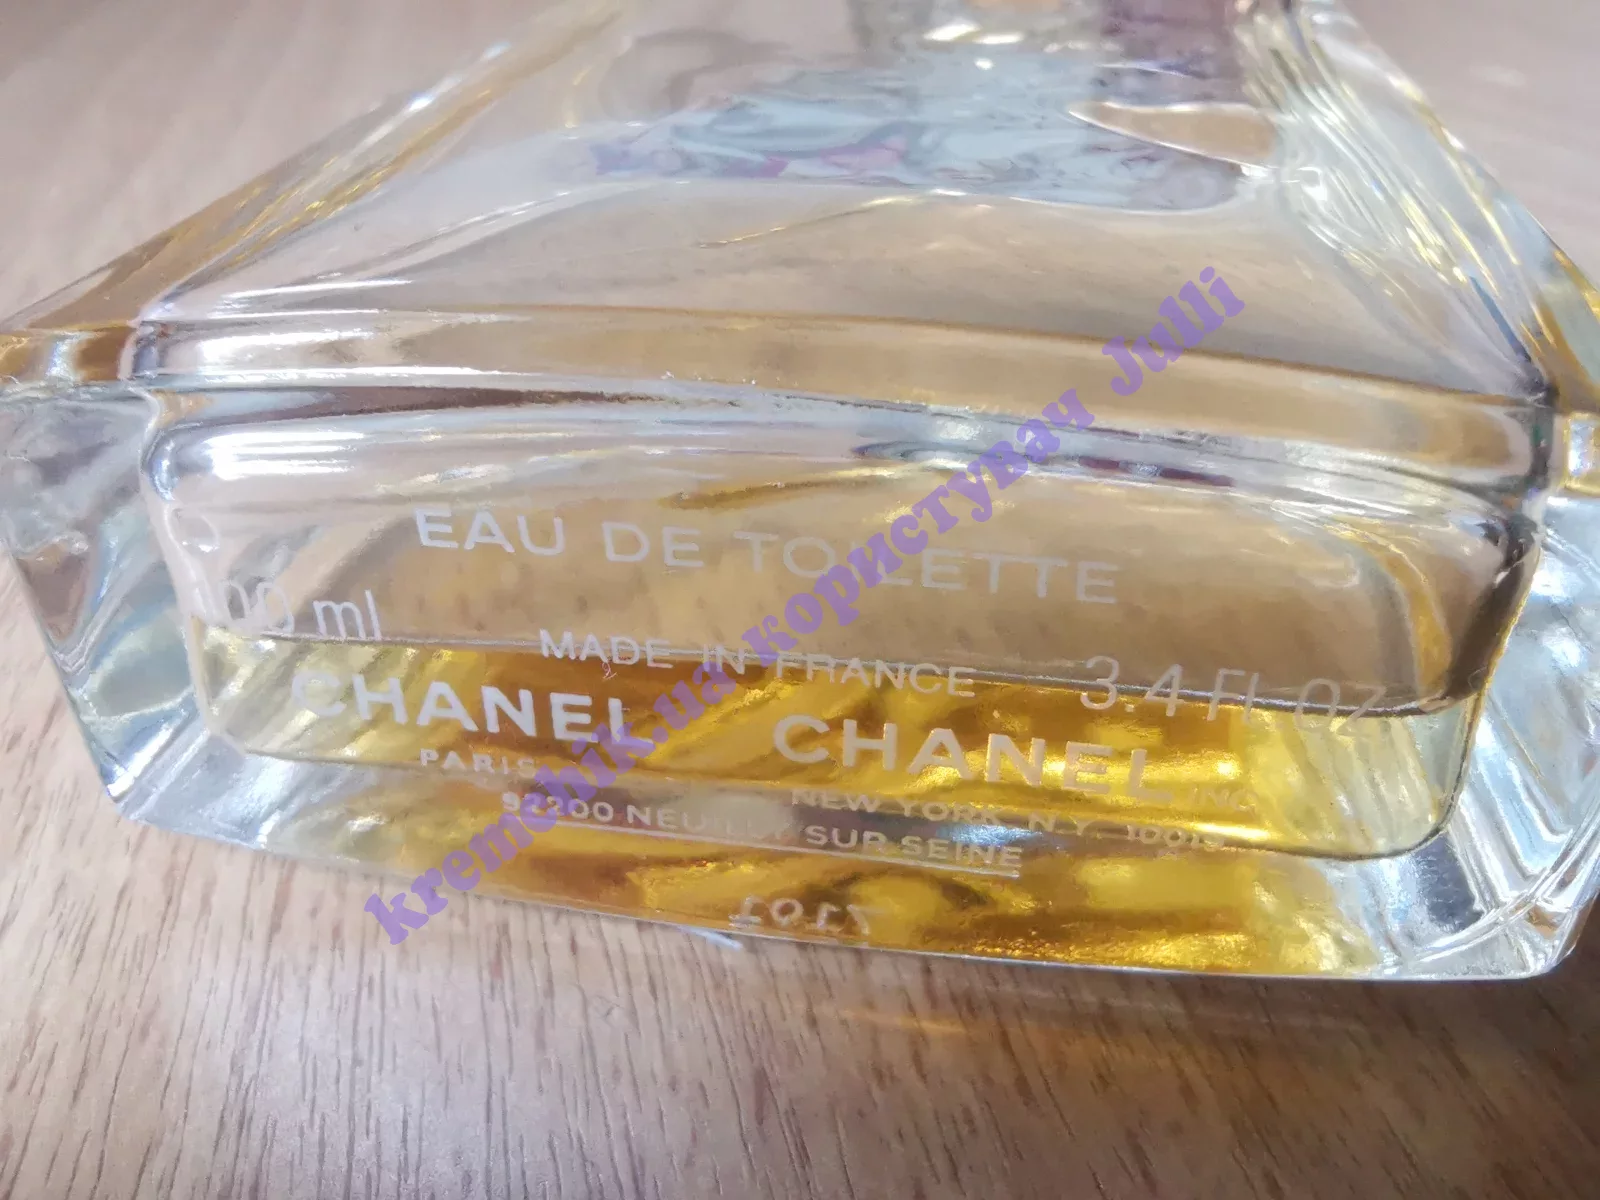 EAU DE TOILETTE
100 ml
MADE IN FRANCE
3.4 Fl Oz
CHANEL
CHANEL INC
PARIS
NEW YORK N.Y. 10019
92200 NEUILLY SUR SEINE
kremchik.ua користувач Julli